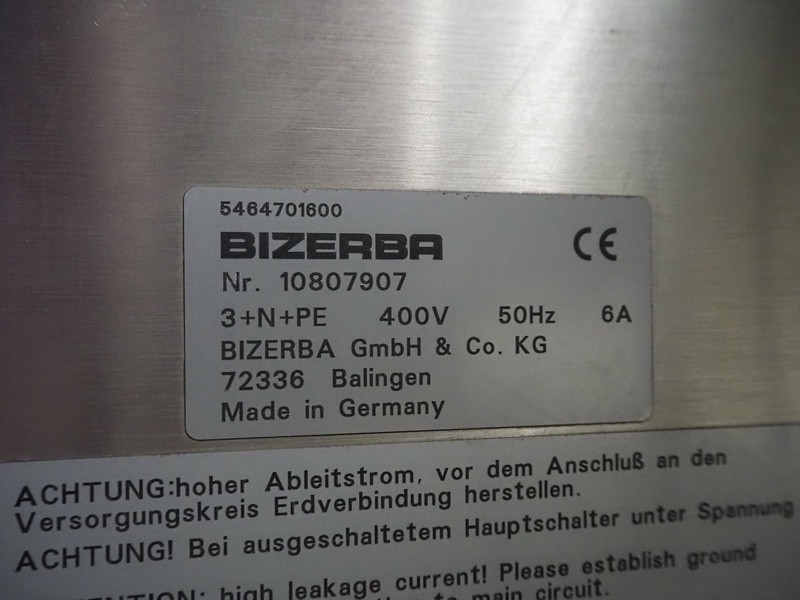 5464701600
BIZERBA CE
Nr. 10807907
3+N+PE 400V 50Hz 6A
BIZERBA GmbH & Co. KG
72336 Balingen
Made in Germany
ACHTUNG:hoher Ableitstrom, vor dem Anschluß an den
Versorgungskreis Erdverbindung herstellen.
ACHTUNG! Bei ausgeschaltetem Hauptschalter unter Spannung
high leakage current! Please establish ground
to main circuit.